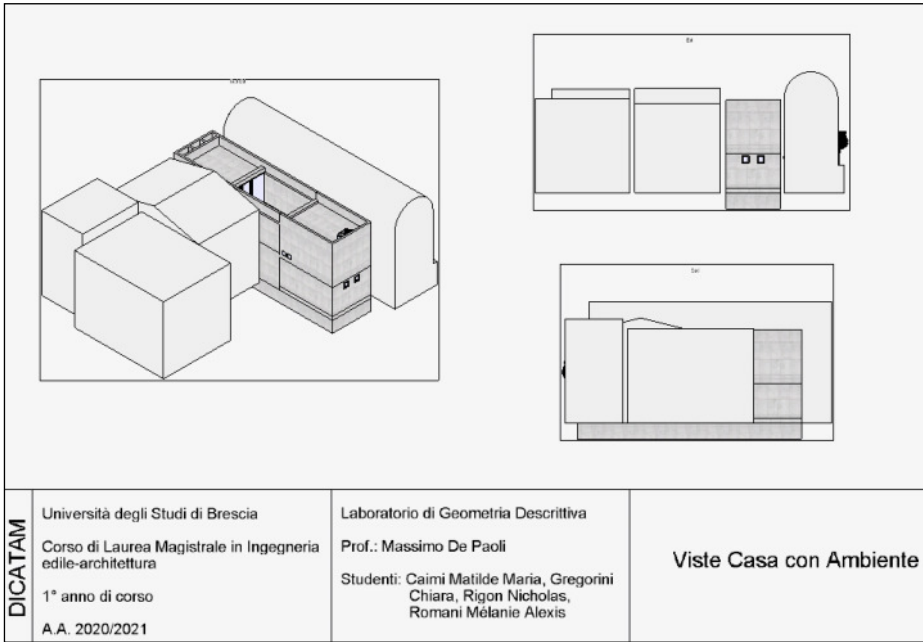 Est
Sud
DICATAM
Università degli Studi di Brescia
Corso di Laurea Magistrale in Ingegneria
edile-architettura
1° anno di corso
A.A. 2020/2021
Laboratorio di Geometria Descrittiva
Prof.: Massimo De Paoli
Studenti: Caimi Matilde Maria, Gregorini
Chiara, Rigon Nicholas,
Romani Mélanie Alexis
Viste Casa con Ambiente